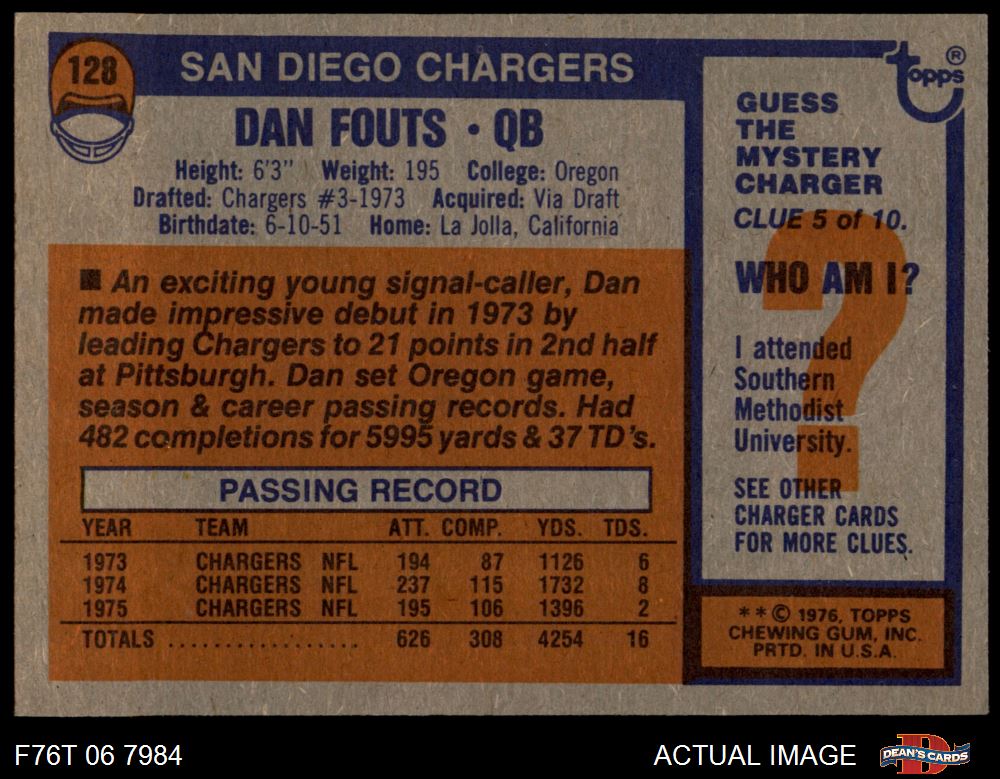 128
SAN DIEGO CHARGERS
DAN FOUTS • QB
Height: 6'3" Weight: 195 College: Oregon
Drafted: Chargers #3-1973 Acquired: Via Draft
Birthdate: 6-10-51 Home: La Jolla, California
■ An exciting young signal-caller, Dan
made impressive debut in 1973 by
leading Chargers to 21 points in 2nd half
at Pittsburgh. Dan set Oregon game,
season & career passing records. Had
482 completions for 5995 yards & 37 TD's.
PASSING RECORD
YEAR TEAM ATT. COMP. YDS. TDS.
1973 CHARGERS NFL 194 87 1126 6
1974 CHARGERS NFL 237 115 1732 8
1975 CHARGERS NFL 195 106 1396 2
TOTALS ................. 626 308 4254 16
topps ®
GUESS
THE
MYSTERY
CHARGER
CLUE 5 of 10.
?
WHO AM I?
I attended
Southern
Methodist
University.
SEE OTHER
CHARGER CARDS
FOR MORE CLUES.
* * © 1976, TOPPS
CHEWING GUM, INC.
PRTD. IN U.S.A.
F76T 06 7984
ACTUAL IMAGE
D
DEAN'S CARDS